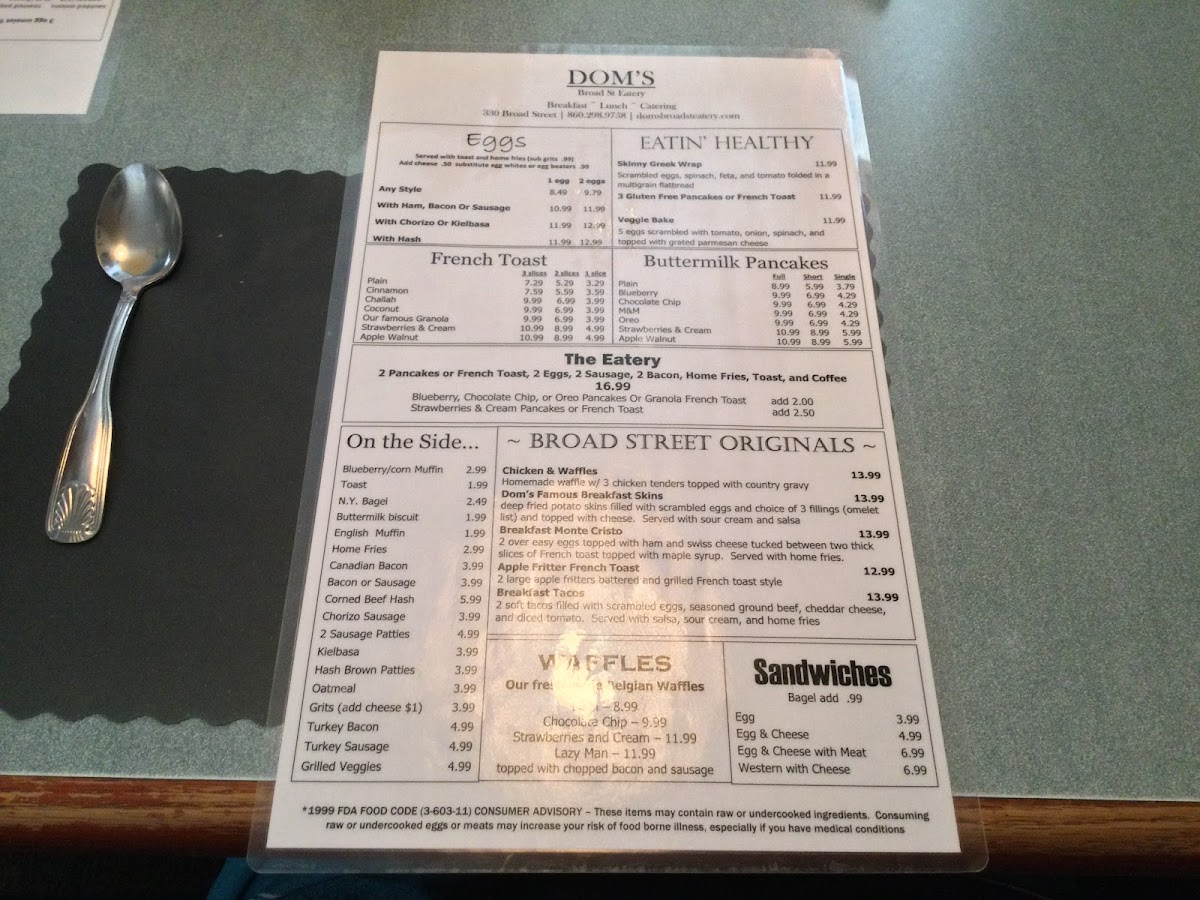 DOM'S
Broad St Eatery
Breakfast ~ Lunch ~ Catering
330 Broad Street | 860.298.9758 | domsbroadsteatery.com
Eggs
Served with toast and home fries (sub grits .99)
Add cheese .50 substitute egg whites or egg beaters .99
1 egg 2 eggs
Any Style 8.49 9.79
With Ham, Bacon Or Sausage 10.99 11.99
With Chorizo Or Kielbasa 11.99 12.99
With Hash 11.99 12.99
EATIN' HEALTHY
Skinny Greek Wrap 11.99
Scrambled eggs, spinach, feta, and tomato folded in a
multigrain flatbread
3 Gluten Free Pancakes or French Toast 11.99
Veggie Bake 11.99
5 eggs scrambled with tomato, onion, spinach, and
topped with grated parmesan cheese
French Toast
3 slices 2 slices 1 slice
Plain 7.29 5.29 3.29
Cinnamon 7.59 5.59 3.59
Challah 9.99 6.99 3.99
Coconut 9.99 6.99 3.99
Our famous Granola 9.99 6.99 3.99
Strawberries & Cream 10.99 8.99 4.99
Apple Walnut 10.99 8.99 4.99
Buttermilk Pancakes
Full Short Single
Plain 8.99 5.99 3.79
Blueberry 9.99 6.99 4.29
Chocolate Chip 9.99 6.99 4.29
M&M 9.99 6.99 4.29
Oreo 9.99 6.99 4.29
Strawberries & Cream 10.99 8.99 5.99
Apple Walnut 10.99 8.99 5.99
The Eatery
2 Pancakes or French Toast, 2 Eggs, 2 Sausage, 2 Bacon, Home Fries, Toast, and Coffee
16.99
Blueberry, Chocolate Chip, or Oreo Pancakes Or Granola French Toast add 2.00
Strawberries & Cream Pancakes or French Toast add 2.50
On the Side...
Blueberry/corn Muffin 2.99
Toast 1.99
N.Y. Bagel 2.49
Buttermilk biscuit 1.99
English Muffin 1.99
Home Fries 2.99
Canadian Bacon 3.99
Bacon or Sausage 3.99
Corned Beef Hash 5.99
Chorizo Sausage 3.99
2 Sausage Patties 4.99
Kielbasa 3.99
Hash Brown Patties 3.99
Oatmeal 3.99
Grits (add cheese $1) 3.99
Turkey Bacon 4.99
Turkey Sausage 4.99
Grilled Veggies 4.99
~ BROAD STREET ORIGINALS ~
Chicken & Waffles 13.99
Homemade waffle w/ 3 chicken tenders topped with country gravy
Dom's Famous Breakfast Skins 13.99
deep fried potato skins filled with scrambled eggs and choice of 3 fillings (omelet
list) and topped with cheese. Served with sour cream and salsa
Breakfast Monte Cristo 13.99
2 over easy eggs topped with ham and swiss cheese tucked between two thick
slices of French toast topped with maple syrup. Served with home fries.
Apple Fritter French Toast 12.99
2 large apple fritters battered and grilled French toast style
Breakfast Tacos 13.99
2 soft tacos filled with scrambled eggs, seasoned ground beef, cheddar cheese,
and diced tomato. Served with salsa, sour cream, and home fries
WAFFLES
Our Belgian Waffles
– 8.99
Chocolate Chip – 9.99
Strawberries and Cream – 11.99
Lazy Man – 11.99
topped with chopped bacon and sausage
Sandwiches
Bagel add .99
Egg 3.99
Egg & Cheese 4.99
Egg & Cheese with Meat 6.99
Western with Cheese 6.99
*1999 FDA FOOD CODE (3-603-11) CONSUMER ADVISORY – These items may contain raw or undercooked ingredients. Consuming
raw or undercooked eggs or meats may increase your risk of food borne illness, especially if you have medical conditions